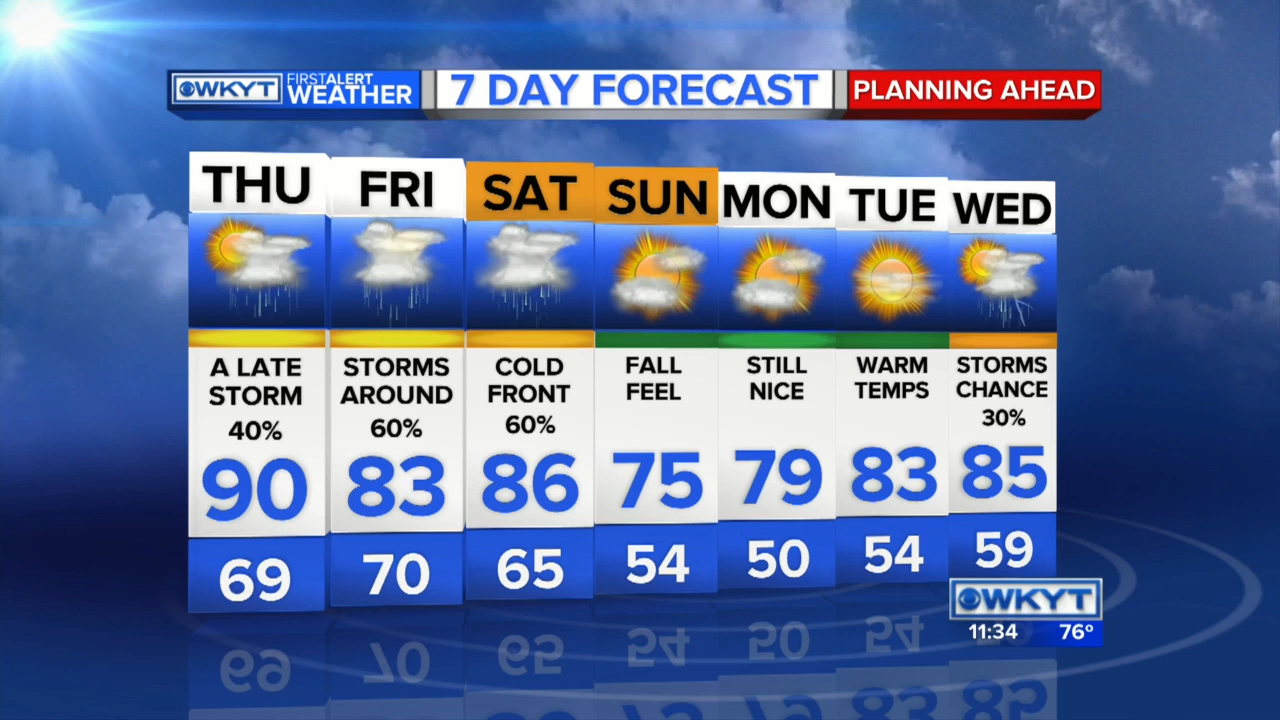 WKYT FIRSTALERT
WEATHER
7 DAY FORECAST
PLANNING AHEAD
THU
FRI
SAT
SUN
MON
TUE
WED
A LATE
STORM
40%
90
69
STORMS
AROUND
60%
83
70
COLD
FRONT
60%
86
65
FALL
FEEL
75
54
STILL
NICE
79
50
WARM
TEMPS
83
54
STORMS
CHANCE
30%
85
59
WKYT
11:34 76°